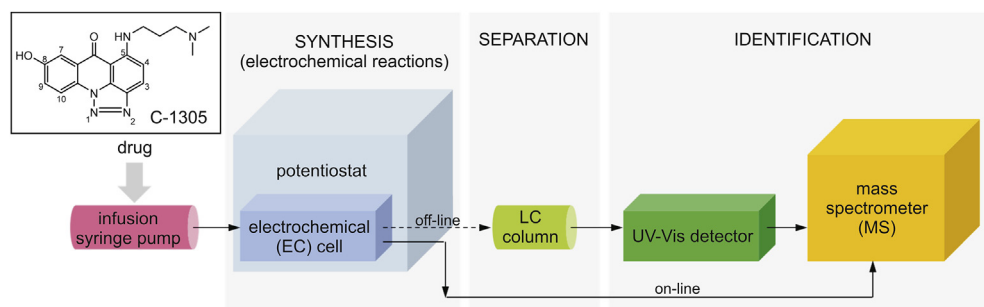 HO
8
7
O
HN
N
5
4
3
9
10
N
N
N
1
2
C-1305
drug
infusion
syringe pump
SYNTHESIS
(electrochemical reactions)
potentiostat
electrochemical
(EC) cell
off-line
SEPARATION
LC
column
IDENTIFICATION
UV-Vis detector
mass
spectrometer
(MS)
on-line